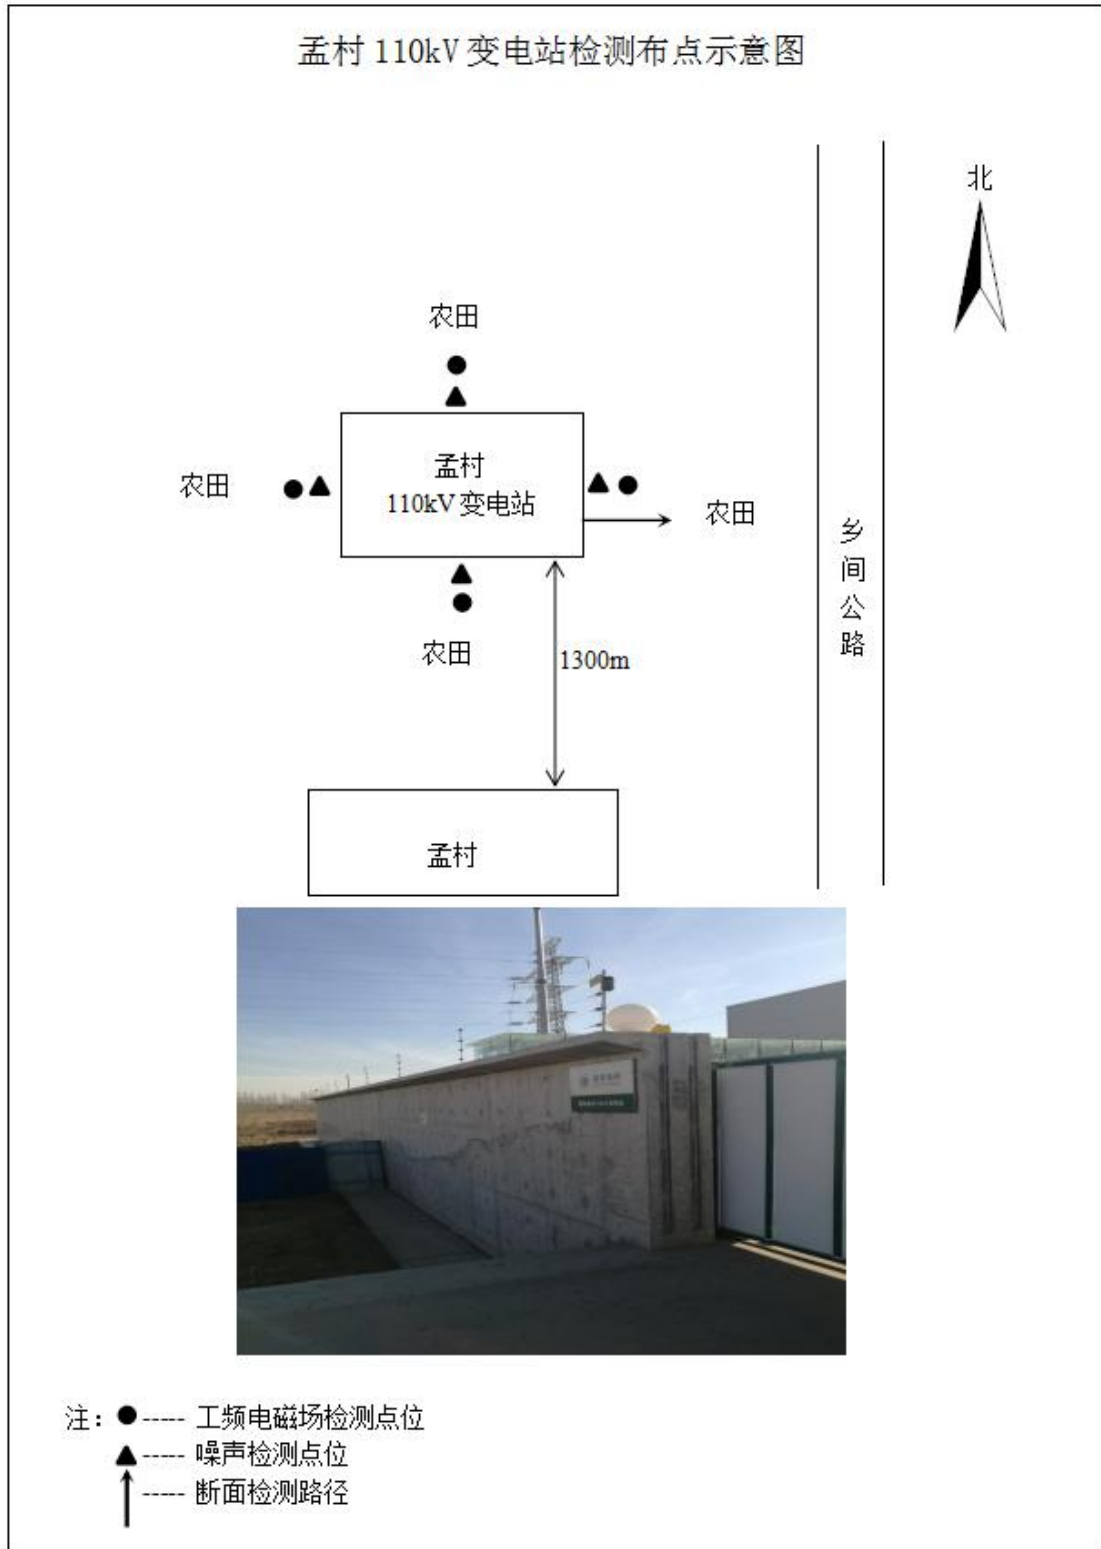 孟村 110kV 变电站检测布点示意图
北
农田
农田
孟村
110kV 变电站
农田
乡间公路
农田
1300m
孟村
注：●----- 工频电磁场检测点位
▲----- 噪声检测点位
↑----- 断面检测路径